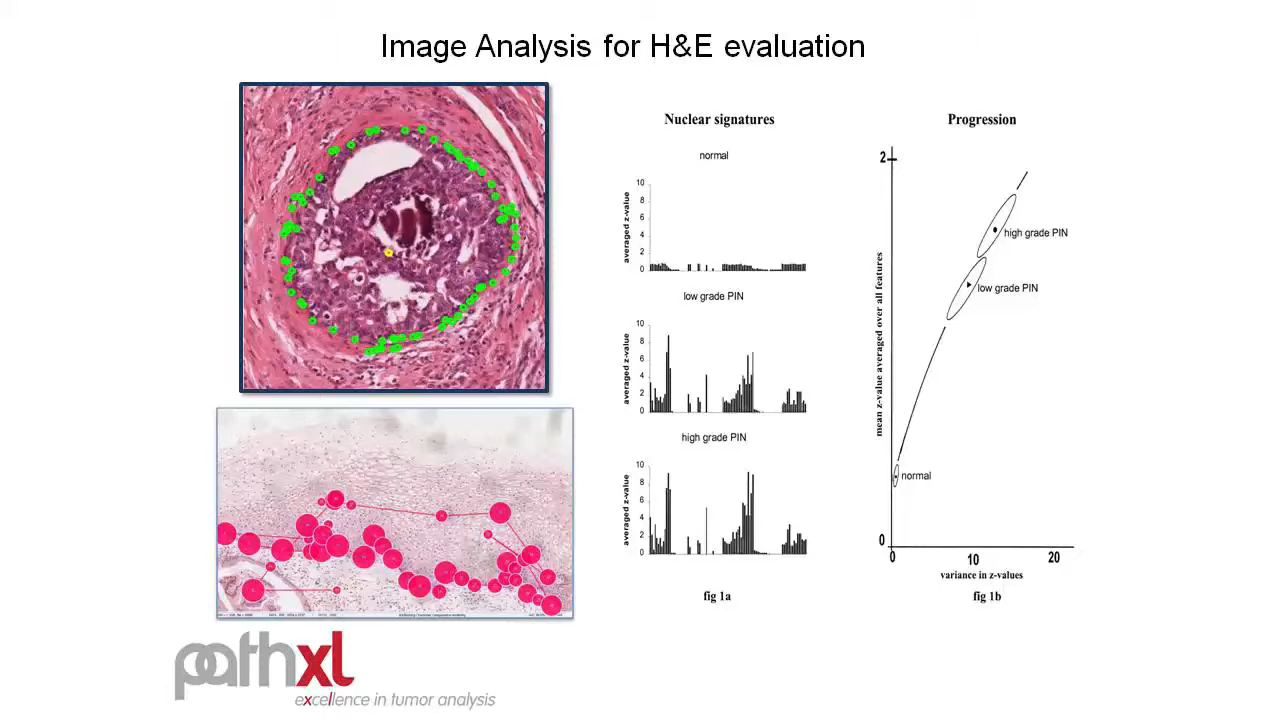 Image Analysis for H&E evaluation
Nuclear signatures
normal
10
8
6
4
2
0
averaged z-value
low grade PIN
10
8
6
4
2
0
averaged z-value
high grade PIN
10
8
6
4
2
0
averaged z-value
fig 1a
Progression
2
0
mean z-value averaged over all features
high grade PIN
low grade PIN
normal
0
10
20
variance in z-values
fig 1b
pathxl
excellence in tumor analysis